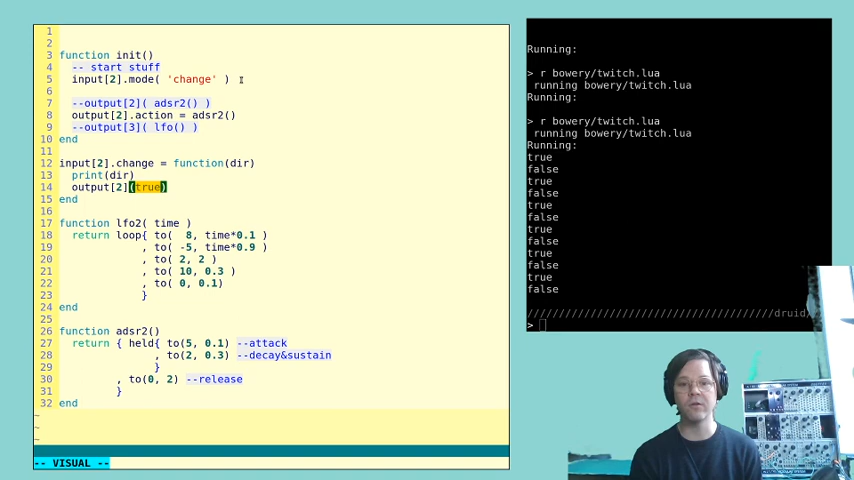 1
2
3 function init()
4   -- start stuff
5   input[2].mode( 'change' )
6
7   --output[2]( adsr2() )
8   output[2].action = adsr2()
9   --output[3]( lfo() )
10 end
11
12 input[2].change = function(dir)
13   print(dir)
14   output[2](true)
15 end
16
17 function lfo2( time )
18   return loop{ to(  8, time*0.1 )
19              , to( -5, time*0.9 )
20              , to( 2, 2 )
21              , to( 10, 0.3 )
22              , to( 0, 0.1)
23            }
24 end
25
26 function adsr2()
27   return { held{ to(5, 0.1) --attack
28              , to(2, 0.3) --decay&sustain
29              }
30        , to(0, 2) --release
31        }
32 end
~
~
~
-- VISUAL --
Running:
> r bowery/twitch.lua
 running bowery/twitch.lua
Running:
> r bowery/twitch.lua
 running bowery/twitch.lua
Running:
true
false
true
false
true
false
true
false
true
false
true
false
//////////////////////////////////////druid/
>